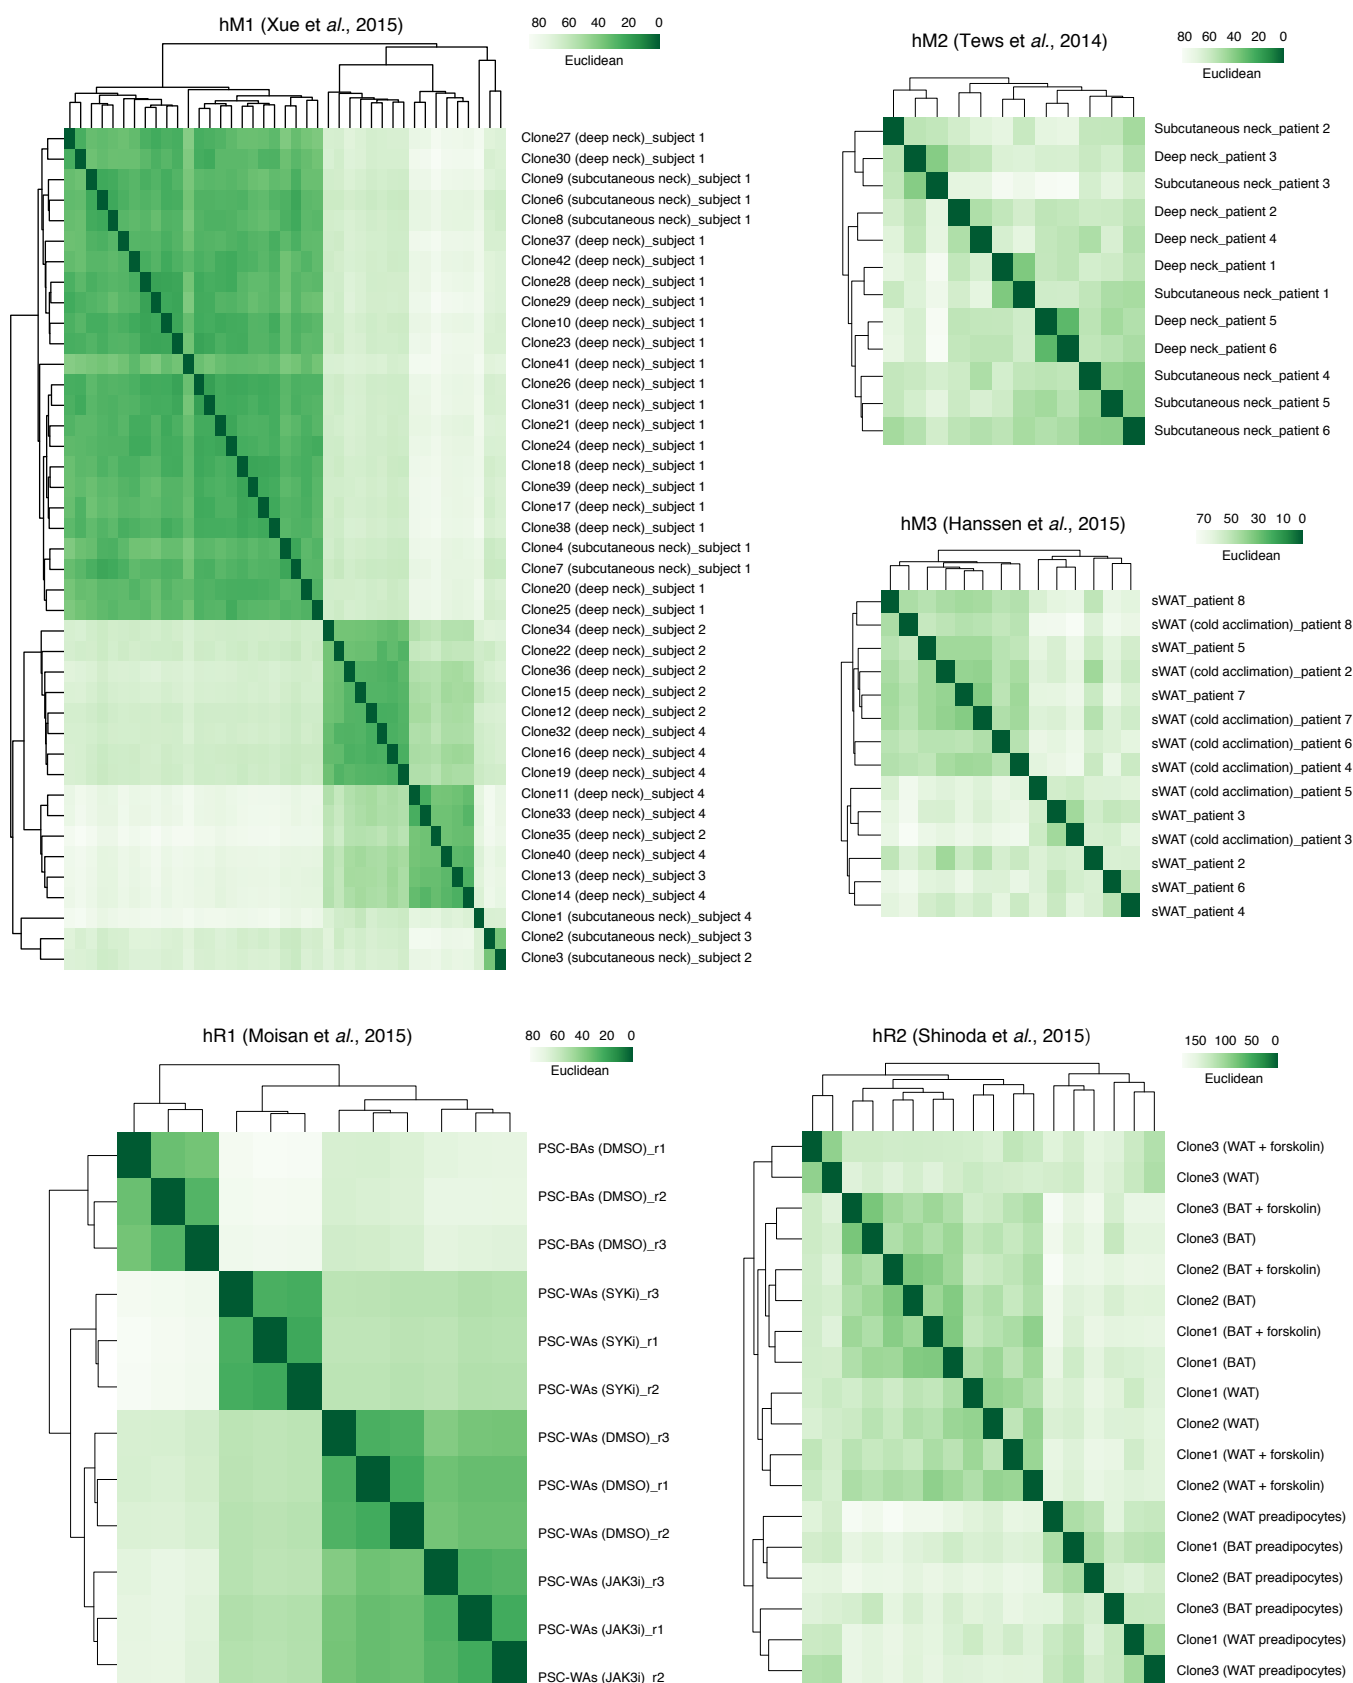 hM1 (Xue et al., 2015)
80 60 40 20 0
Euclidean
Clone27 (deep neck)_subject 1
Clone30 (deep neck)_subject 1
Clone9 (subcutaneous neck)_subject 1
Clone6 (subcutaneous neck)_subject 1
Clone8 (subcutaneous neck)_subject 1
Clone37 (deep neck)_subject 1
Clone42 (deep neck)_subject 1
Clone28 (deep neck)_subject 1
Clone29 (deep neck)_subject 1
Clone10 (deep neck)_subject 1
Clone23 (deep neck)_subject 1
Clone41 (deep neck)_subject 1
Clone26 (deep neck)_subject 1
Clone31 (deep neck)_subject 1
Clone21 (deep neck)_subject 1
Clone24 (deep neck)_subject 1
Clone18 (deep neck)_subject 1
Clone39 (deep neck)_subject 1
Clone17 (deep neck)_subject 1
Clone38 (deep neck)_subject 1
Clone4 (subcutaneous neck)_subject 1
Clone7 (subcutaneous neck)_subject 1
Clone20 (deep neck)_subject 1
Clone25 (deep neck)_subject 1
Clone34 (deep neck)_subject 2
Clone22 (deep neck)_subject 2
Clone36 (deep neck)_subject 2
Clone15 (deep neck)_subject 2
Clone12 (deep neck)_subject 2
Clone32 (deep neck)_subject 4
Clone16 (deep neck)_subject 4
Clone19 (deep neck)_subject 4
Clone11 (deep neck)_subject 4
Clone33 (deep neck)_subject 4
Clone35 (deep neck)_subject 2
Clone40 (deep neck)_subject 4
Clone13 (deep neck)_subject 3
Clone14 (deep neck)_subject 4
Clone1 (subcutaneous neck)_subject 4
Clone2 (subcutaneous neck)_subject 3
Clone3 (subcutaneous neck)_subject 2
hM2 (Tews et al., 2014)
80 60 40 20 0
Euclidean
Subcutaneous neck_patient 2
Deep neck_patient 3
Subcutaneous neck_patient 3
Deep neck_patient 2
Deep neck_patient 4
Deep neck_patient 1
Subcutaneous neck_patient 1
Deep neck_patient 5
Deep neck_patient 6
Subcutaneous neck_patient 4
Subcutaneous neck_patient 5
Subcutaneous neck_patient 6
hM3 (Hanssen et al., 2015)
70 50 30 10 0
Euclidean
sWAT_patient 8
sWAT (cold acclimation)_patient 8
sWAT_patient 5
sWAT (cold acclimation)_patient 2
sWAT_patient 7
sWAT (cold acclimation)_patient 7
sWAT (cold acclimation)_patient 6
sWAT (cold acclimation)_patient 4
sWAT (cold acclimation)_patient 5
sWAT_patient 3
sWAT (cold acclimation)_patient 3
sWAT_patient 2
sWAT_patient 6
sWAT_patient 4
hR1 (Moisan et al., 2015)
80 60 40 20 0
Euclidean
PSC-BAs (DMSO)_r1
PSC-BAs (DMSO)_r2
PSC-BAs (DMSO)_r3
PSC-WAs (SYKi)_r3
PSC-WAs (SYKi)_r1
PSC-WAs (SYKi)_r2
PSC-WAs (DMSO)_r3
PSC-WAs (DMSO)_r1
PSC-WAs (DMSO)_r2
PSC-WAs (JAK3i)_r3
PSC-WAs (JAK3i)_r1
PSC-WAs (JAK3i)_r2
hR2 (Shinoda et al., 2015)
150 100 50 0
Euclidean
Clone3 (WAT + forskolin)
Clone3 (WAT)
Clone3 (BAT + forskolin)
Clone3 (BAT)
Clone2 (BAT + forskolin)
Clone2 (BAT)
Clone1 (BAT + forskolin)
Clone1 (BAT)
Clone1 (WAT)
Clone2 (WAT)
Clone1 (WAT + forskolin)
Clone2 (WAT + forskolin)
Clone2 (WAT preadipocytes)
Clone1 (BAT preadipocytes)
Clone2 (BAT preadipocytes)
Clone3 (BAT preadipocytes)
Clone1 (WAT preadipocytes)
Clone3 (WAT preadipocytes)